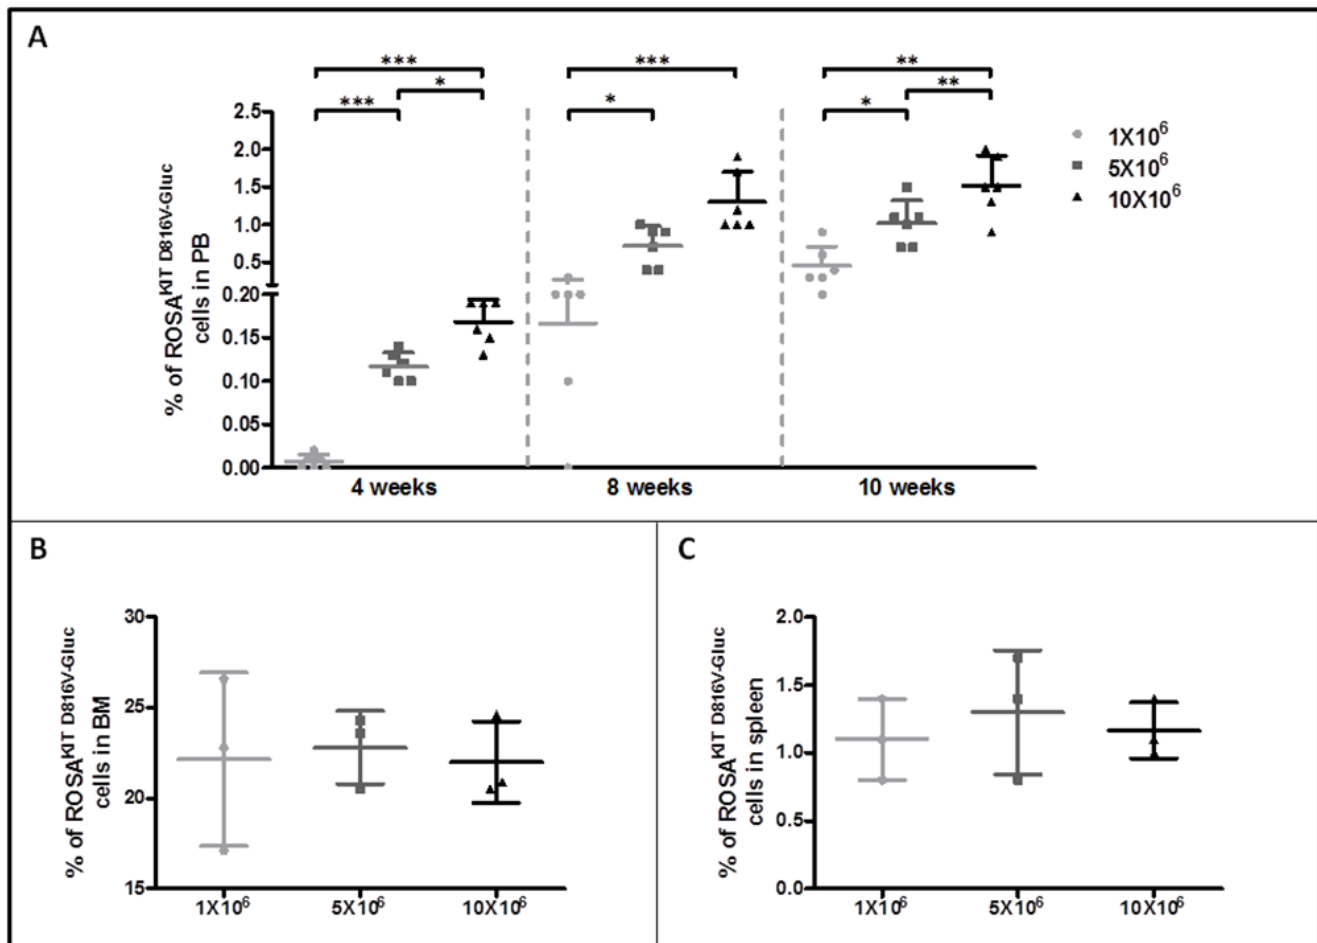 A
***
***
**
***
*
*
*
**
2.5
2.0
1.5
1.0
0.5
0.20
0.15
0.10
0.05
0.00
% of ROSA^KIT D816V-Gluc
cells in PB
4 weeks
8 weeks
10 weeks
1X10^6
5X10^6
10X10^6
B
30
25
20
15
% of ROSA^KIT D816V-Gluc
cells in BM
1X10^6
5X10^6
10X10^6
C
2.0
1.5
1.0
0.5
0.0
% of ROSA^KIT D816V-Gluc
cells in spleen
1X10^6
5X10^6
10X10^6